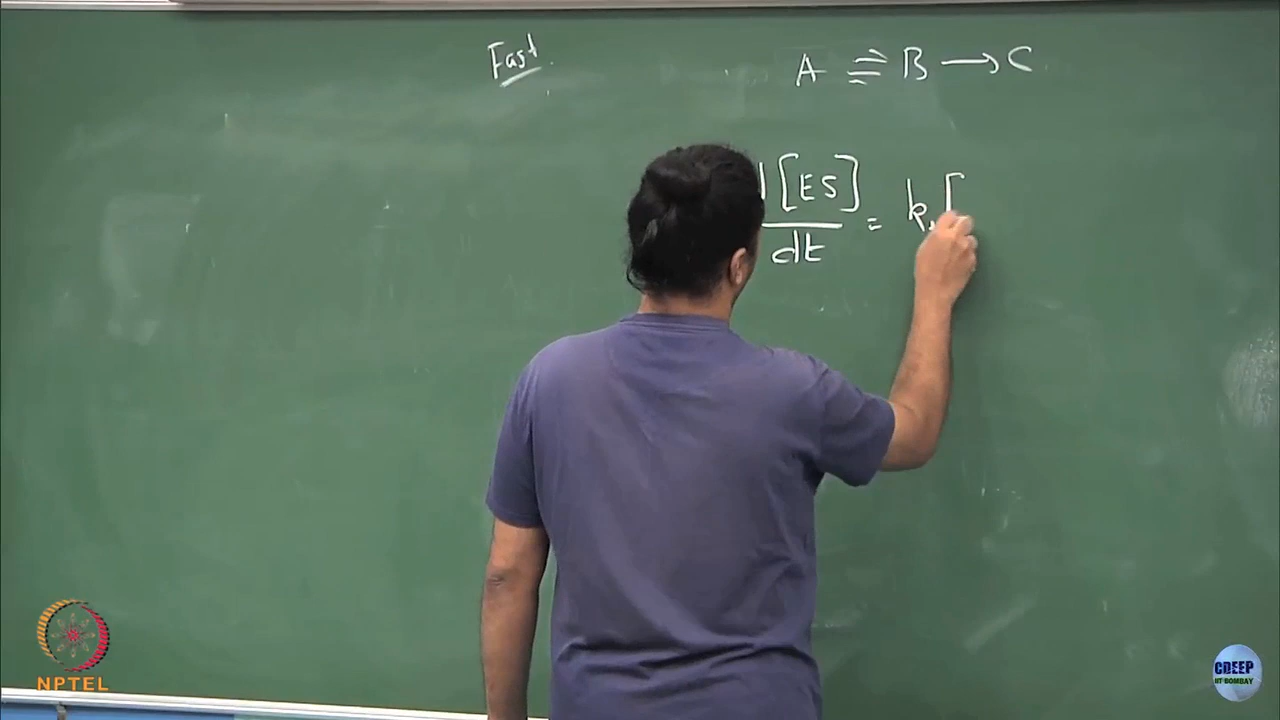 Fast.
A ⇌ B → C
d[ES]/dt = k₁[
NPTEL
CDEEP
IIT BOMBAY